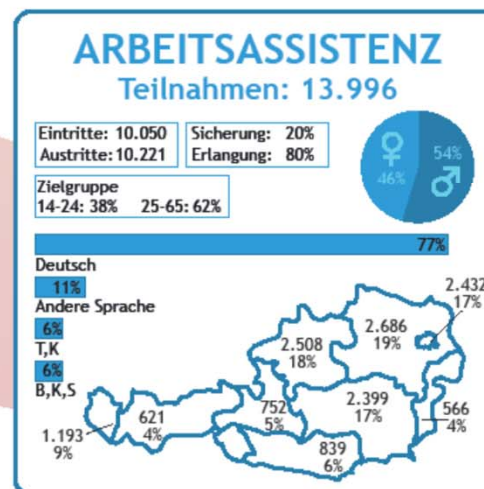 ARBEITSASSISTENZ
Teilnahmen: 13.996
Eintritte: 10.050
Austritte: 10.221
Sicherung: 20%
Erlangung: 80%
54%
46%
Zielgruppe
14-24: 38% 25-65: 62%
77%
Deutsch
11%
Andere Sprache
6%
T,K
6%
B,K,S
2.432
17%
2.686
19%
2.508
18%
2.399
17%
566
4%
752
5%
621
4%
1.193
9%
839
6%